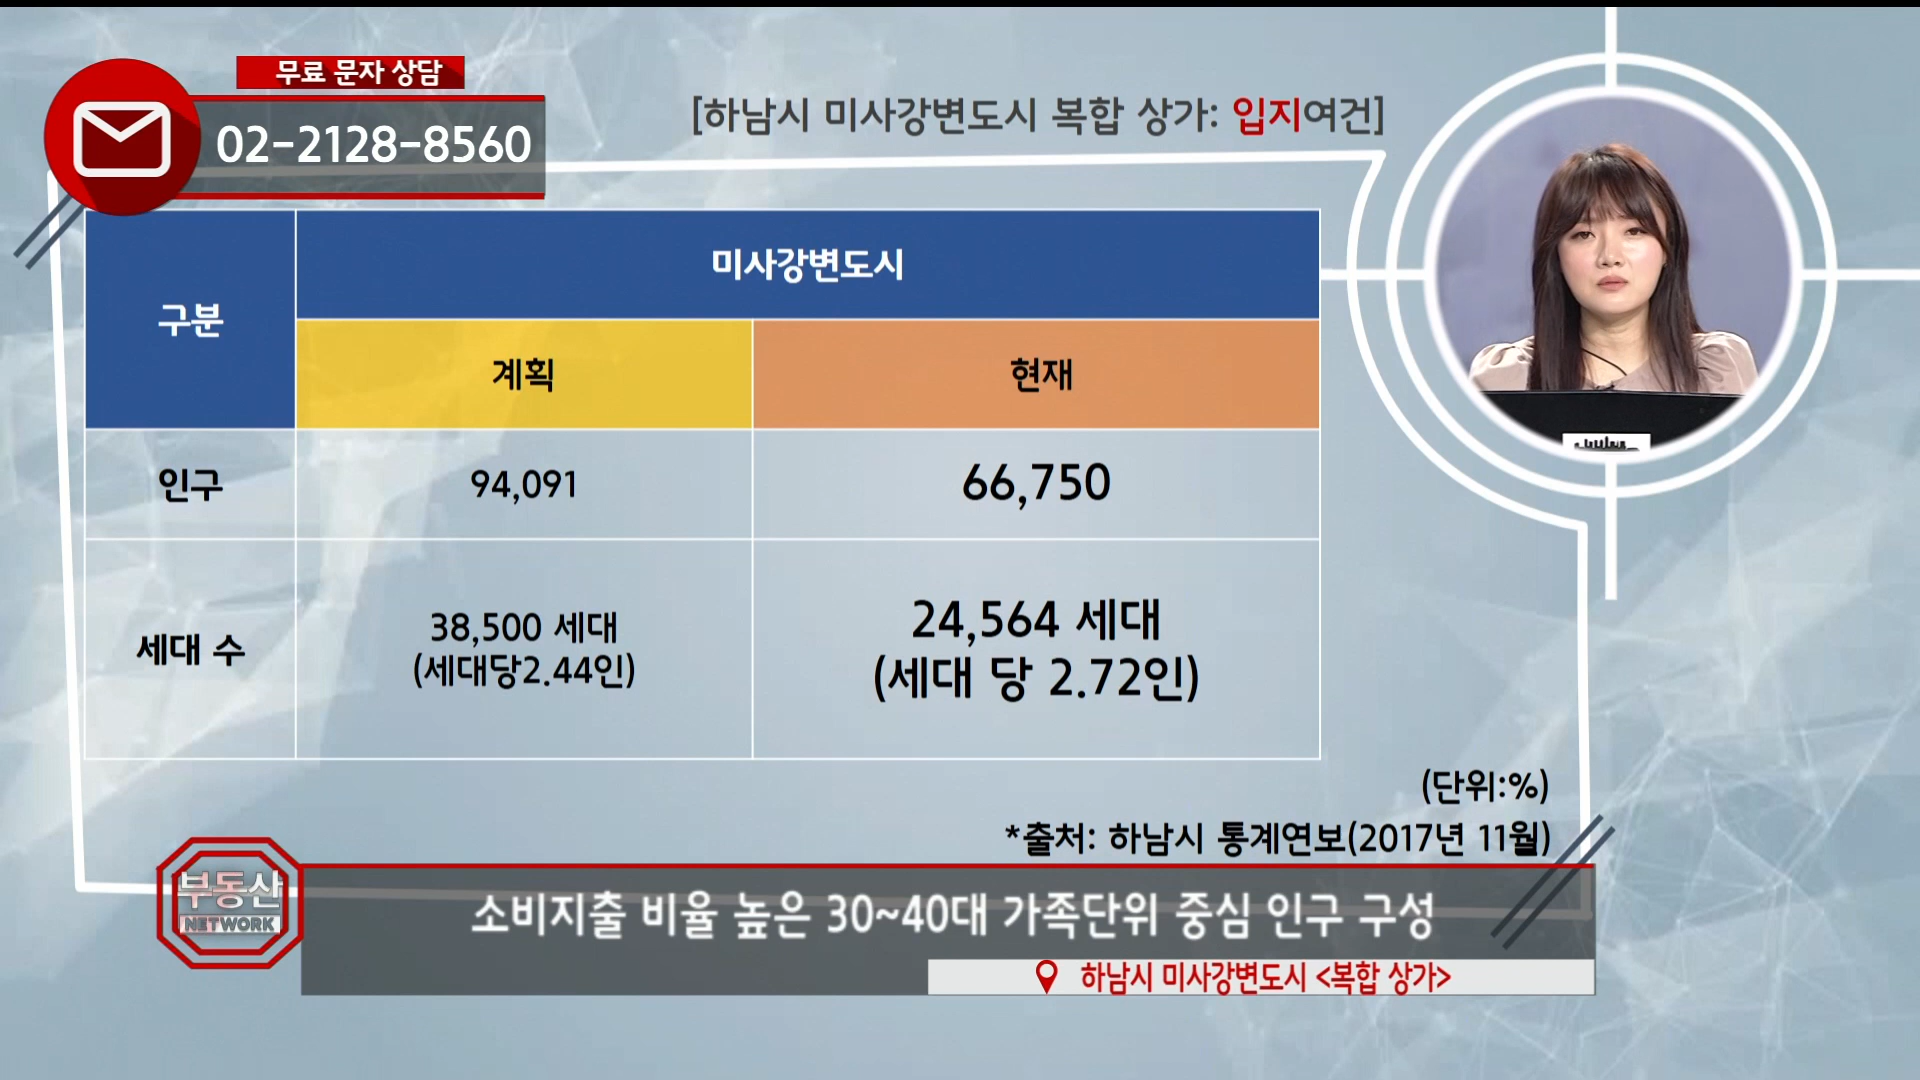 무료 문자 상담
02-2128-8560
[하남시 미사강변도시 복합 상가: 입지여건]
구분
미사강변도시
계획
현재
인구
94,091
66,750
세대 수
38,500 세대
(세대당2.44인)
24,564 세대
(세대 당 2.72인)
(단위:%)
*출처: 하남시 통계연보(2017년 11월)
부동산
NETWORK
소비지출 비율 높은 30~40대 가족단위 중심 인구 구성
하남시 미사강변도시 <복합 상가>